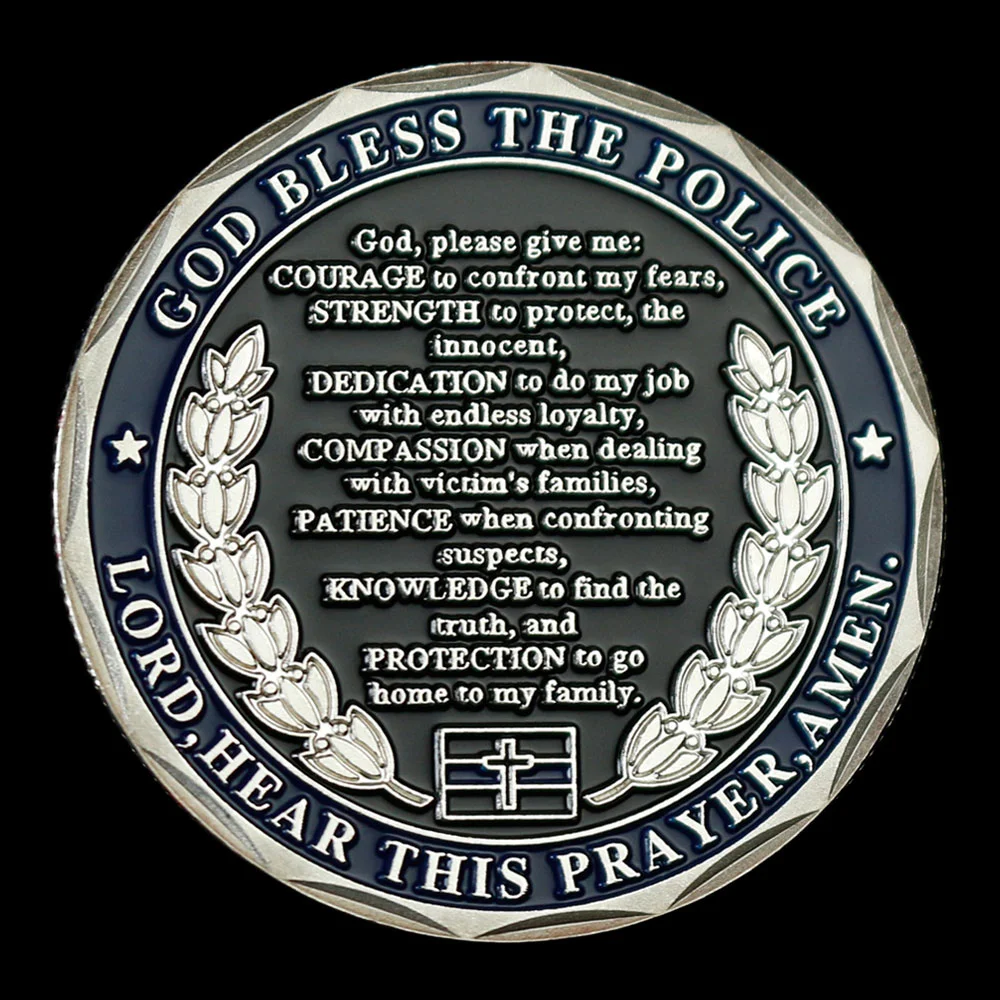 GOD BLESS THE POLICE
God, please give me:
COURAGE to confront my fears,
STRENGTH to protect, the
innocent,
DEDICATION to do my job
with endless loyalty,
COMPASSION when dealing
with victim's families,
PATIENCE when confronting
suspects,
KNOWLEDGE to find the
truth, and
PROTECTION to go
home to my family.
LORD, HEAR THIS PRAYER, AMEN.